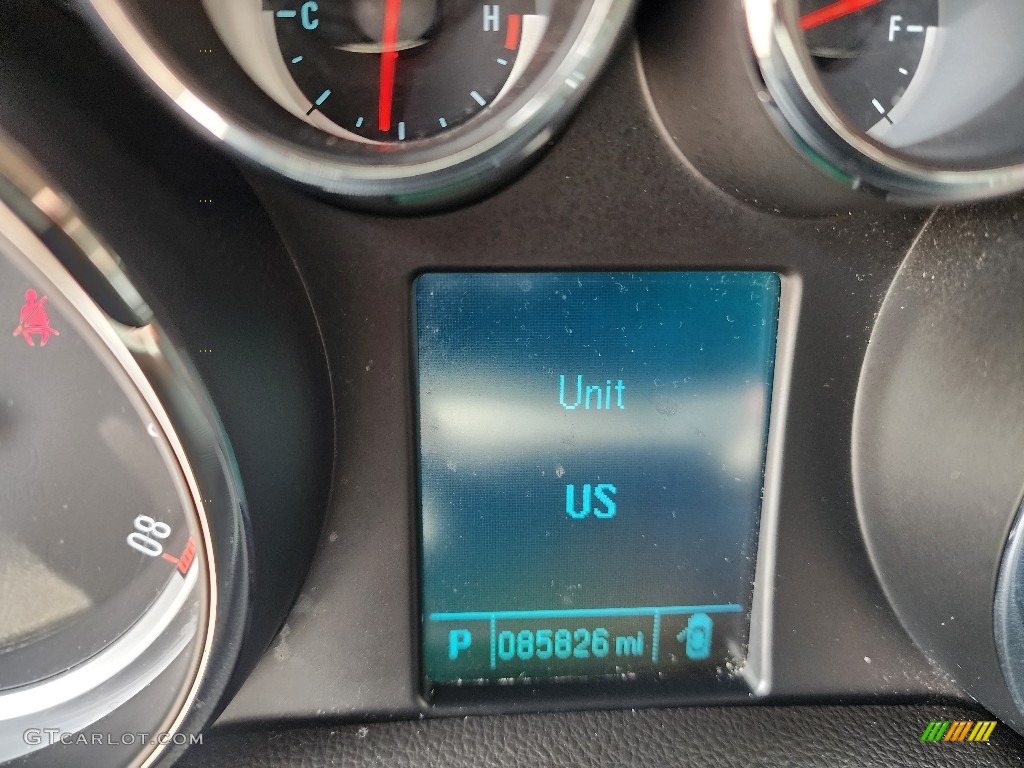 C H
F
Unit
80
US
P 085826 mi
GTCARLOT.COM